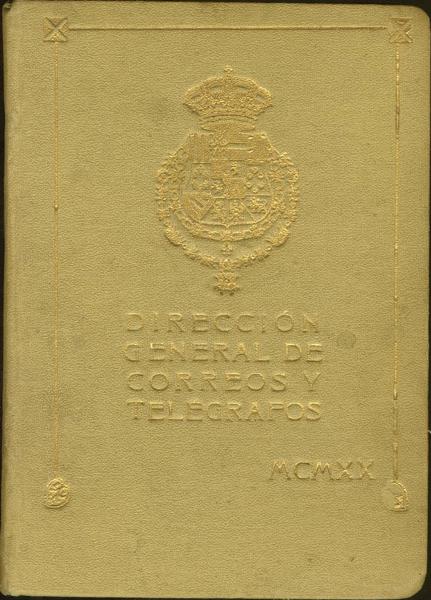 DIRECCIÓN
GENERAL DE
CORREOS Y
TELEGRAFOS
MCMXX